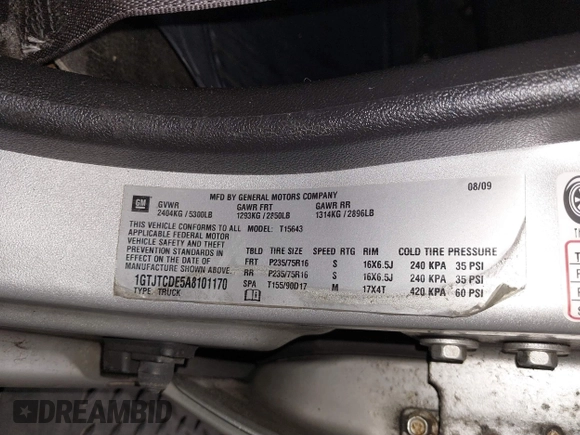 MFD BY GENERAL MOTORS COMPANY 08/09
GM GVWR GAWR FRT GAWR RR
2404KG / 5300LB 1293KG / 2850LB 1314KG / 2896LB
THIS VEHICLE CONFORMS TO ALL MODEL: T15643
APPLICABLE FEDERAL MOTOR
VEHICLE SAFETY AND THEFT TBLD TIRE SIZE SPEED RTG RIM COLD TIRE PRESSURE
PREVENTION STANDARDS IN FRT P235/75R16 S 16X6.5J 240 KPA 35 PSI
EFFECT ON THE DATE OF
MANUFACTURE SHOWN ABOVE. RR P235/75R16 S 16X6.5J 240 KPA 35 PSI
1GTJTCDE5A8101170 SPA T155/90D17 M 17X4T 420 KPA 60 PSI
TYPE: TRUCK
DREAMBID